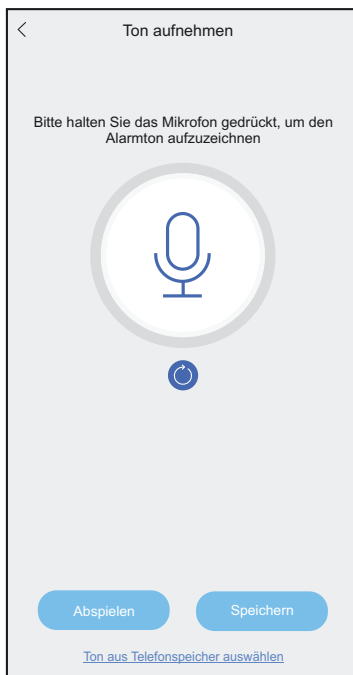 Ton aufnehmen
Bitte halten Sie das Mikrofon gedrückt, um den
Alarmton aufzuzeichnen
Abspielen
Speichern
Ton aus Telefonspeicher auswählen